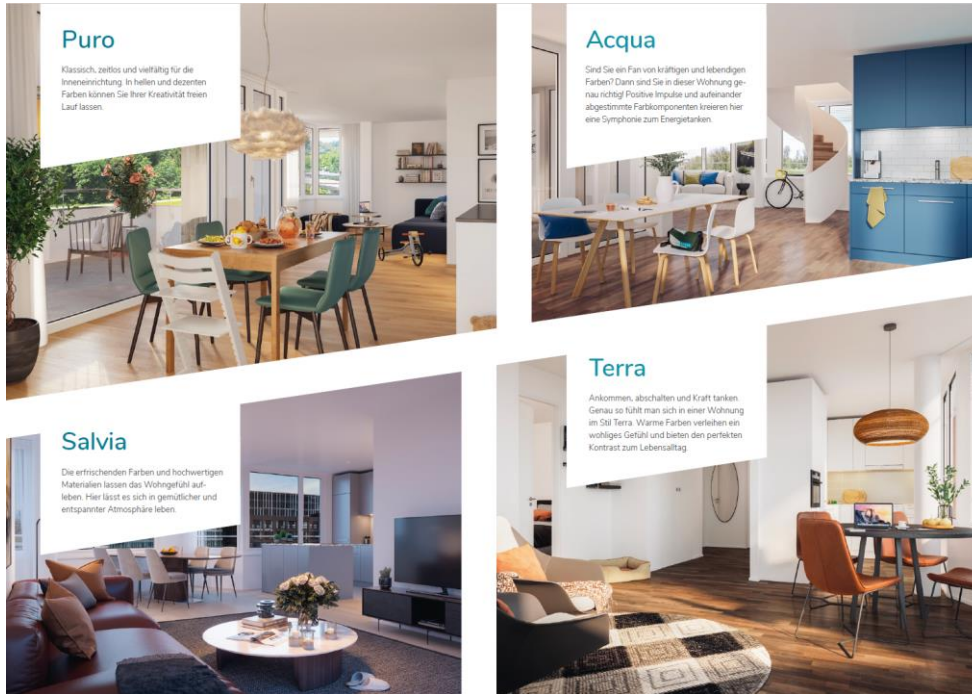 Puro
Klassisch, zeitlos und vielfältig für die
Inneneinrichtung. In hellen und dezenten
Farben können Sie Ihrer Kreativität freien
Lauf lassen.
Acqua
Sind Sie ein Fan von kräftigen und lebendigen
Farben? Dann sind Sie in dieser Wohnung ge-
nau richtig! Positive Impulse und aufeinander
abgestimmte Farbkomponenten kreieren hier
eine Symphonie zum Energietanken.
Salvia
Die erfrischenden Farben und hochwertigen
Materialien lassen das Wohngefühl auf-
leben. Hier lässt es sich in gemütlicher und
entspannter Atmosphäre leben.
Terra
Ankommen, abschalten und Kraft tanken.
Genau so fühlt man sich in einer Wohnung
im Stil Terra. Warme Farben verleihen ein
wohliges Gefühl und bieten den perfekten
Kontrast zum Lebensalltag.